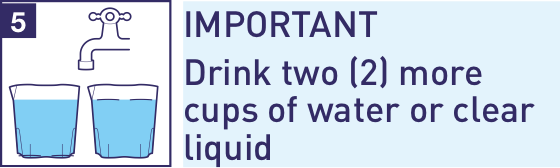 5
IMPORTANT
Drink two (2) more
cups of water or clear
liquid